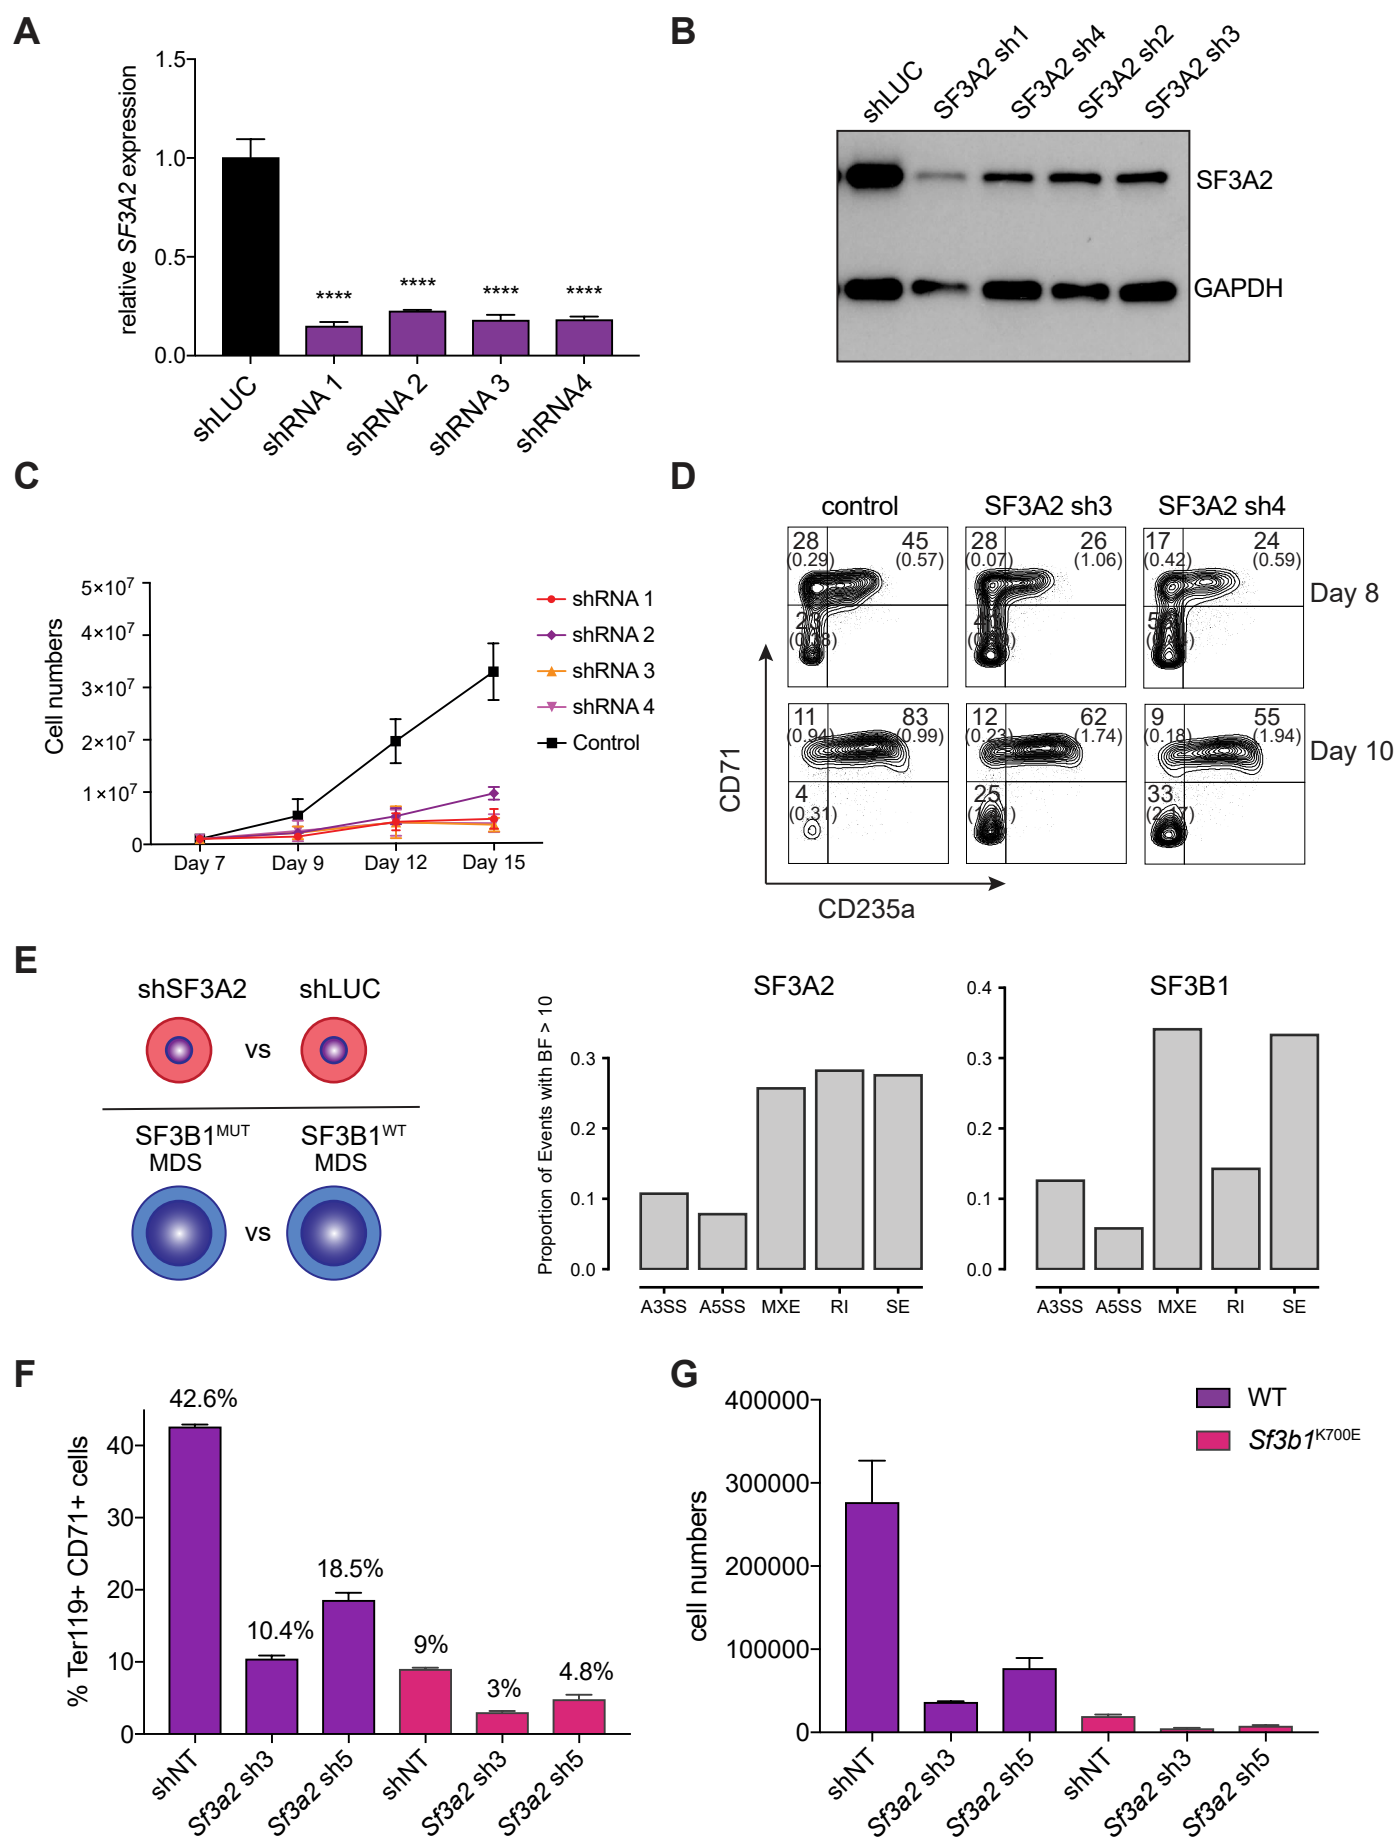 A
1.5
1.0
0.5
0.0
relative SF3A2 expression
****
****
****
****
shLUC
shRNA 1
shRNA 2
shRNA 3
shRNA4
B
shLUC
SF3A2 sh1
SF3A2 sh4
SF3A2 sh2
SF3A2 sh3
SF3A2
GAPDH
C
Cell numbers
5×10⁷
4×10⁷
3×10⁷
2×10⁷
1×10⁷
0
Day 7
Day 9
Day 12
Day 15
shRNA 1
shRNA 2
shRNA 3
shRNA 4
Control
D
control
SF3A2 sh3
SF3A2 sh4
28
(0.29)
45
(0.57)
28
(0.07)
26
(1.06)
17
(0.42)
24
(0.59)
Day 8
11
(0.94)
83
(0.99)
4
(0.31)
12
(0.23)
62
(1.74)
25
9
(0.18)
55
(1.94)
33
Day 10
CD71
CD235a
E
shSF3A2
shLUC
vs
SF3B1ᴹᵁᵀ
MDS
SF3B1ᵂᵀ
MDS
vs
SF3A2
Proportion of Events with BF > 10
0.3
0.2
0.1
0.0
A3SS
A5SS
MXE
RI
SE
SF3B1
0.4
0.3
0.2
0.1
0.0
A3SS
A5SS
MXE
RI
SE
F
% Ter119+ CD71+ cells
40
30
20
10
0
42.6%
10.4%
18.5%
9%
3%
4.8%
shNT
Sf3a2 sh3
Sf3a2 sh5
shNT
Sf3a2 sh3
Sf3a2 sh5
G
cell numbers
400000
300000
200000
100000
0
WT
Sf3b1ᴷ⁷⁰⁰ᴱ
shNT
Sf3a2 sh3
Sf3a2 sh5
shNT
Sf3a2 sh3
Sf3a2 sh5